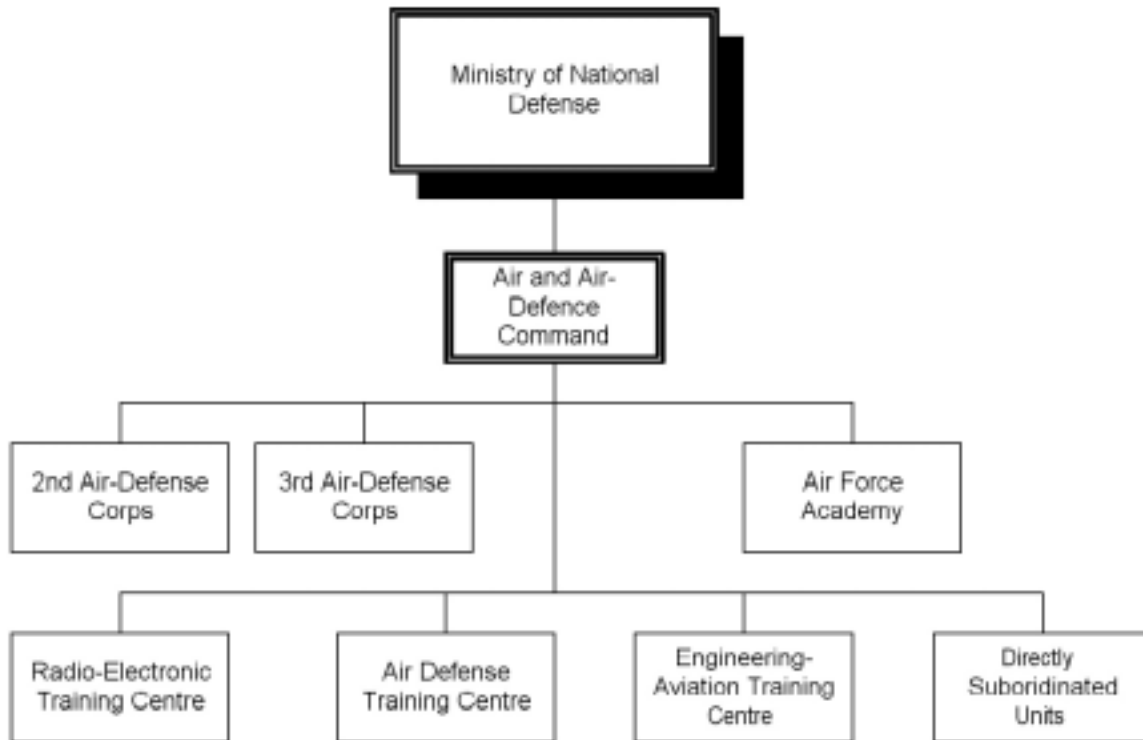 Ministry of National
Defense
Air and Air-
Defence
Command
2nd Air-Defense
Corps
3rd Air-Defense
Corps
Air Force
Academy
Radio-Electronic
Training Centre
Air Defense
Training Centre
Engineering-
Aviation Training
Centre
Directly
Suboridinated
Units